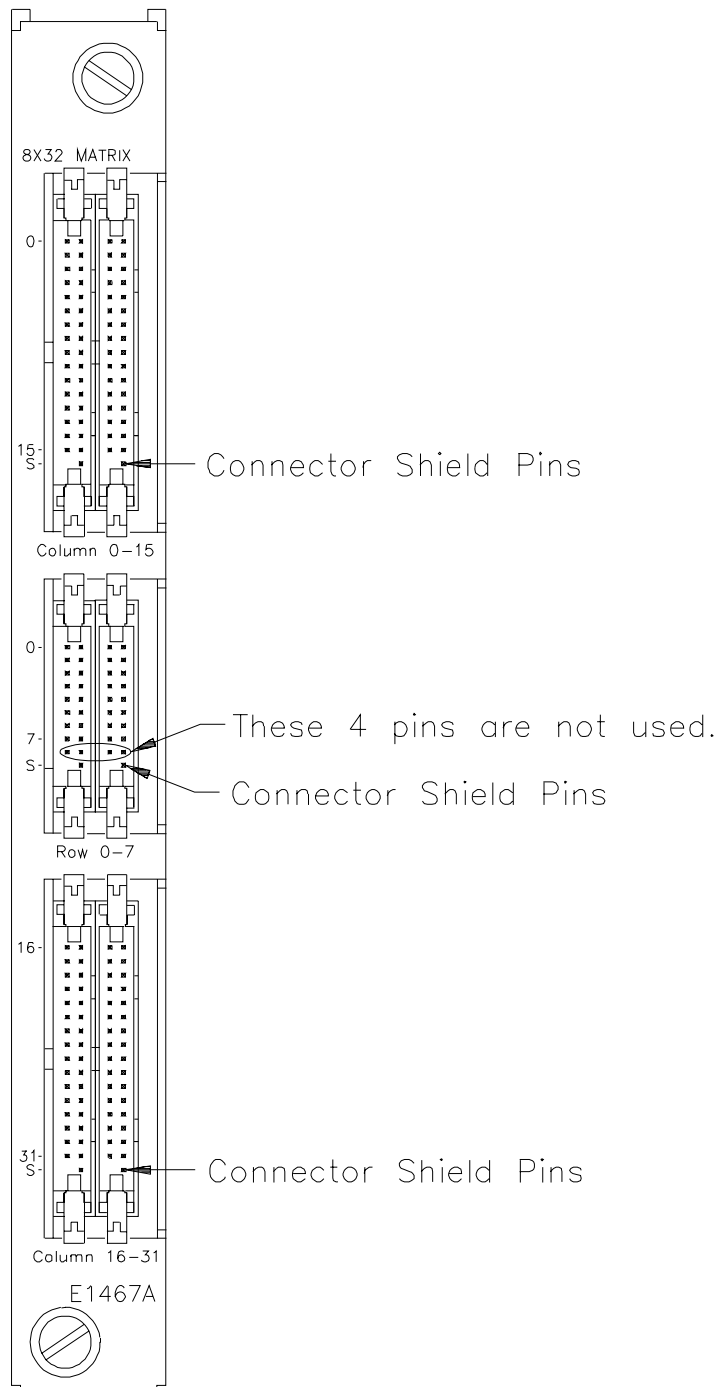 8X32 MATRIX
0-
15-
S-
Connector Shield Pins
Column 0-15
0-
These 4 pins are not used.
7-
S-
Connector Shield Pins
Row 0-7
16-
31-
S-
Connector Shield Pins
Column 16-31
E1467A